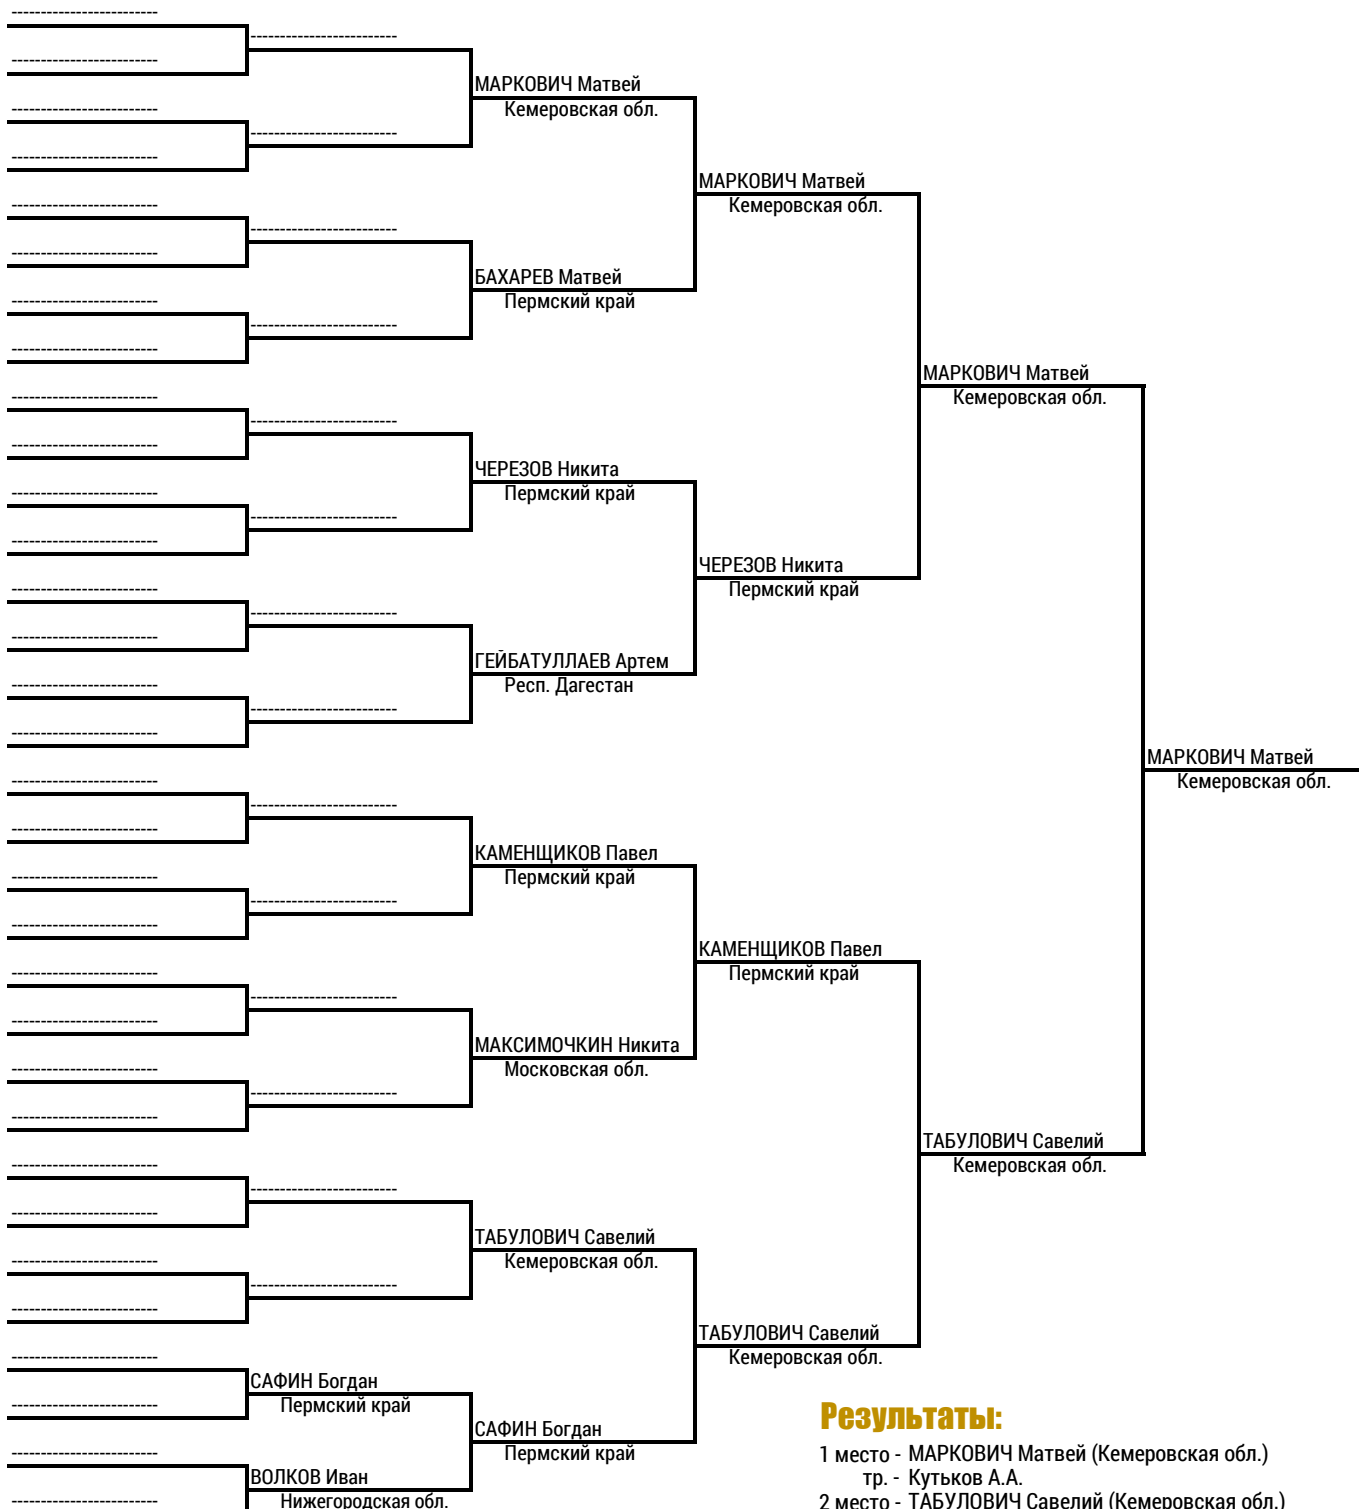 -------------------------
-------------------------
-------------------------
МАРКОВИЧ Матвей
Кемеровская обл.
-------------------------
-------------------------
-------------------------
МАРКОВИЧ Матвей
Кемеровская обл.
-------------------------
-------------------------
-------------------------
БАХАРЕВ Матвей
Пермский край
-------------------------
-------------------------
-------------------------
МАРКОВИЧ Матвей
Кемеровская обл.
-------------------------
-------------------------
-------------------------
ЧЕРЕЗОВ Никита
Пермский край
-------------------------
-------------------------
-------------------------
ЧЕРЕЗОВ Никита
Пермский край
-------------------------
-------------------------
-------------------------
ГЕЙБАТУЛЛАЕВ Артем
Респ. Дагестан
-------------------------
-------------------------
-------------------------
МАРКОВИЧ Матвей
Кемеровская обл.
-------------------------
-------------------------
-------------------------
КАМЕНЩИКОВ Павел
Пермский край
-------------------------
-------------------------
-------------------------
КАМЕНЩИКОВ Павел
Пермский край
-------------------------
-------------------------
-------------------------
МАКСИМОЧКИН Никита
Московская обл.
-------------------------
-------------------------
-------------------------
ТАБУЛОВИЧ Савелий
Кемеровская обл.
-------------------------
-------------------------
-------------------------
ТАБУЛОВИЧ Савелий
Кемеровская обл.
-------------------------
-------------------------
-------------------------
ТАБУЛОВИЧ Савелий
Кемеровская обл.
-------------------------
САФИН Богдан
Пермский край
-------------------------
САФИН Богдан
Пермский край
-------------------------
ВОЛКОВ Иван
Нижегородская обл.
-------------------------
Результаты:
1 место - МАРКОВИЧ Матвей (Кемеровская обл.)
тр. - Кутьков А.А.
2 место - ТАБУЛОВИЧ Савелий (Кемеровская обл.)